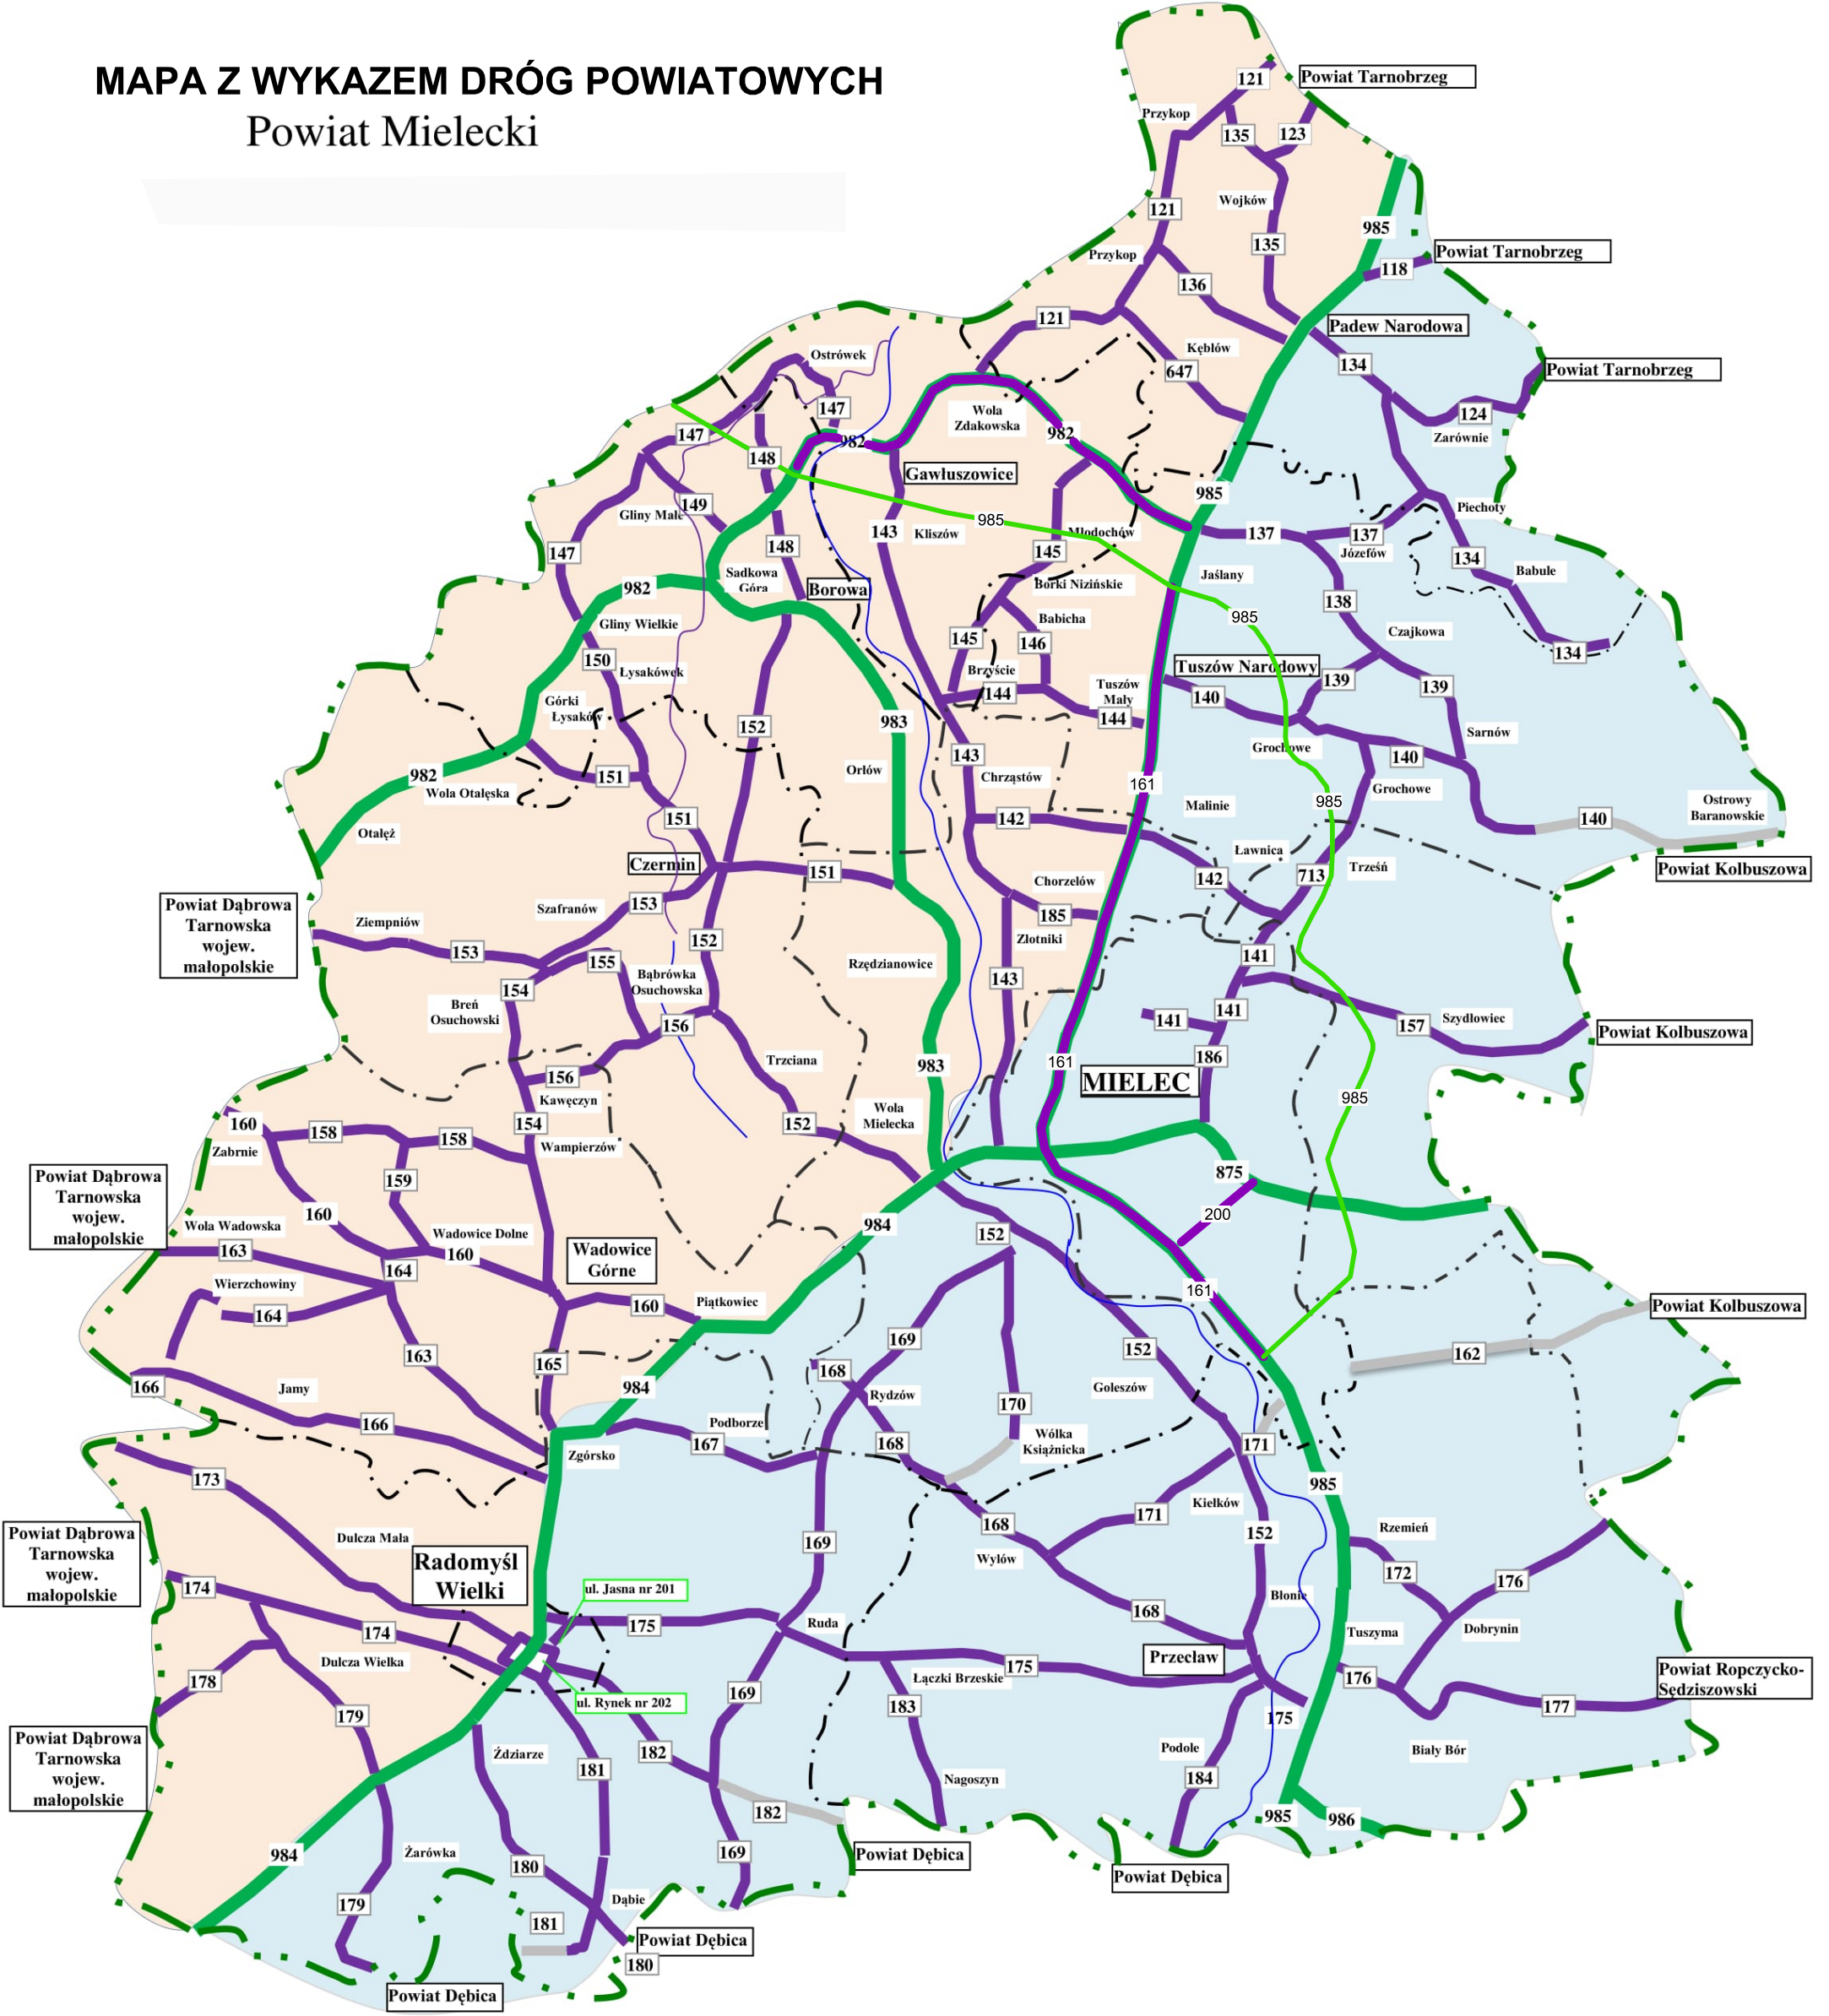 MAPA Z WYKAZEM DRÓG POWIATOWYCH
Powiat Mielecki
121
Powiat Tarnobrzeg
Przykop
135
123
Wojków
121
985
135
Przykop
Powiat Tarnobrzeg
118
136
121
Padew Narodowa
Ostrówek
Kębłów
134
647
Powiat Tarnobrzeg
147
Wola
Zdakowska
124
147
982
982
Zarównie
148
Gawłuszowice
985
149
Gliny Małe
Piechoty
985
143
Kliszów
Młodochów
137
137
147
148
145
Józefów
134
Babule
Sadkowa
Góra
Jaślany
982
Borowa
Borki Nizińskie
138
985
Gliny Wielkie
Babicha
Czajkowa
145
146
134
150
Łysakówek
Brzyście
Tuszów Narodowy
139
139
144
Tuszów
Mały
140
Górki
Łysaków
144
983
152
Sarnów
Grochowe
143
140
982
151
Orłów
Chrząstów
161
Grochowe
Wola Otałęska
985
Malinie
Ostrowy
Baranowskie
151
142
140
Otałęż
Ławnica
Czermin
151
Trześń
Powiat Kolbuszowa
713
142
Chorzelów
Powiat Dąbrowa
Tarnowska
wojew.
małopolskie
153
Szafranów
185
Ziempniów
Złotniki
152
153
141
155
Rzędzianowice
Bąbrówka
Osuchowska
143
154
Breń
Osuchowski
141
141
156
157
Szydłowiec
Powiat Kolbuszowa
186
Trzciana
161
983
156
MIELEC
985
Kawęczyn
Wola
Mielecka
160
158
154
152
158
Wampierzów
Zabrnie
875
Powiat Dąbrowa
Tarnowska
wojew.
małopolskie
159
160
200
Wola Wadowska
984
Wadowice Dolne
152
163
160
Wadowice
Górne
164
Wierzchowiny
161
160
Piątkowiec
164
Powiat Kolbuszowa
169
152
163
165
162
168
166
Jamy
984
Goleszów
Rydzów
170
166
Podborze
167
168
Wólka
Książnicka
171
Zgórsko
173
985
Kiełków
171
168
Rzemień
152
Powiat Dąbrowa
Tarnowska
wojew.
małopolskie
Dulcza Mała
169
Wylów
Radomyśl
Wielki
172
176
174
ul. Jasna nr 201
Błonie
168
174
175
Ruda
Tuszyma
Dobrynin
Dulcza Wielka
Przecław
175
Łączki Brzeskie
Powiat Ropczycko-
Sędziszowski
178
176
169
ul. Rynek nr 202
183
177
179
175
Powiat Dąbrowa
Tarnowska
wojew.
małopolskie
Ździarze
182
Podole
Biały Bór
181
Nagoszyn
184
182
985
986
984
Żarówka
169
Powiat Dębica
180
Powiat Dębica
179
Dąbie
181
Powiat Dębica
180
Powiat Dębica